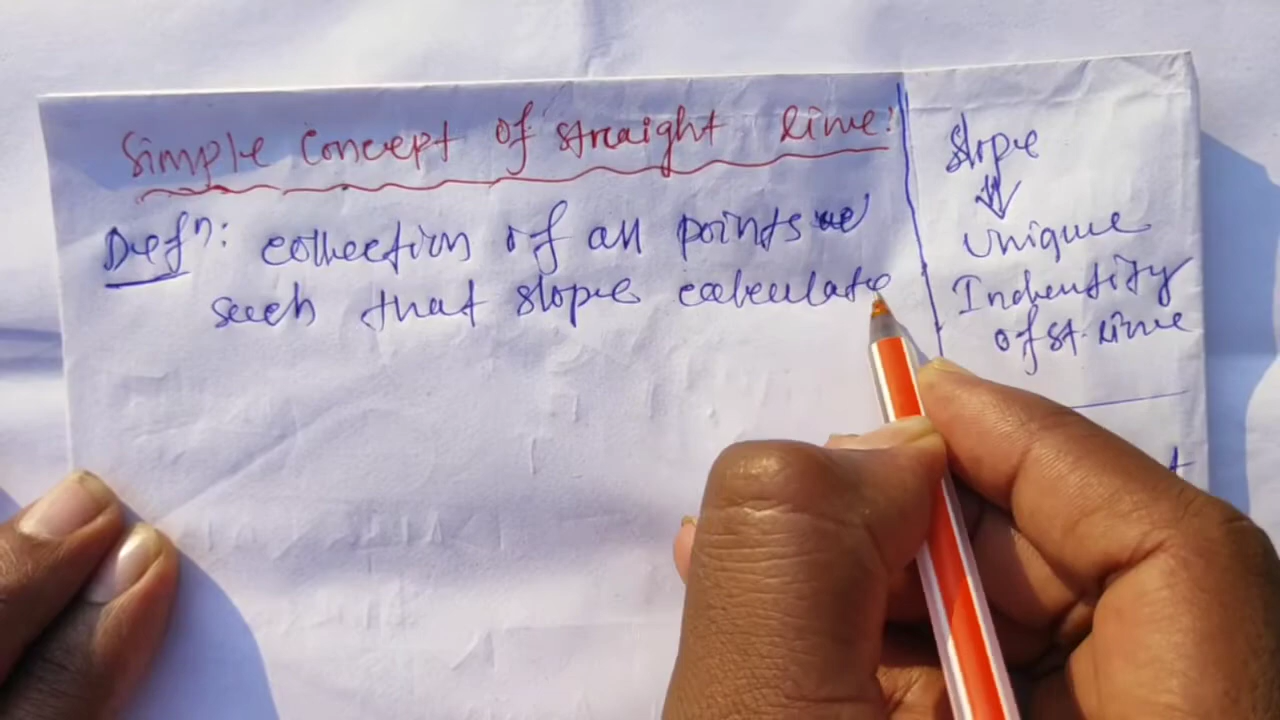 Simple concept of straight line:
Defn: collection of all points
such that slope calculate
Slope
⇓
Unique
Indentity
of st. line